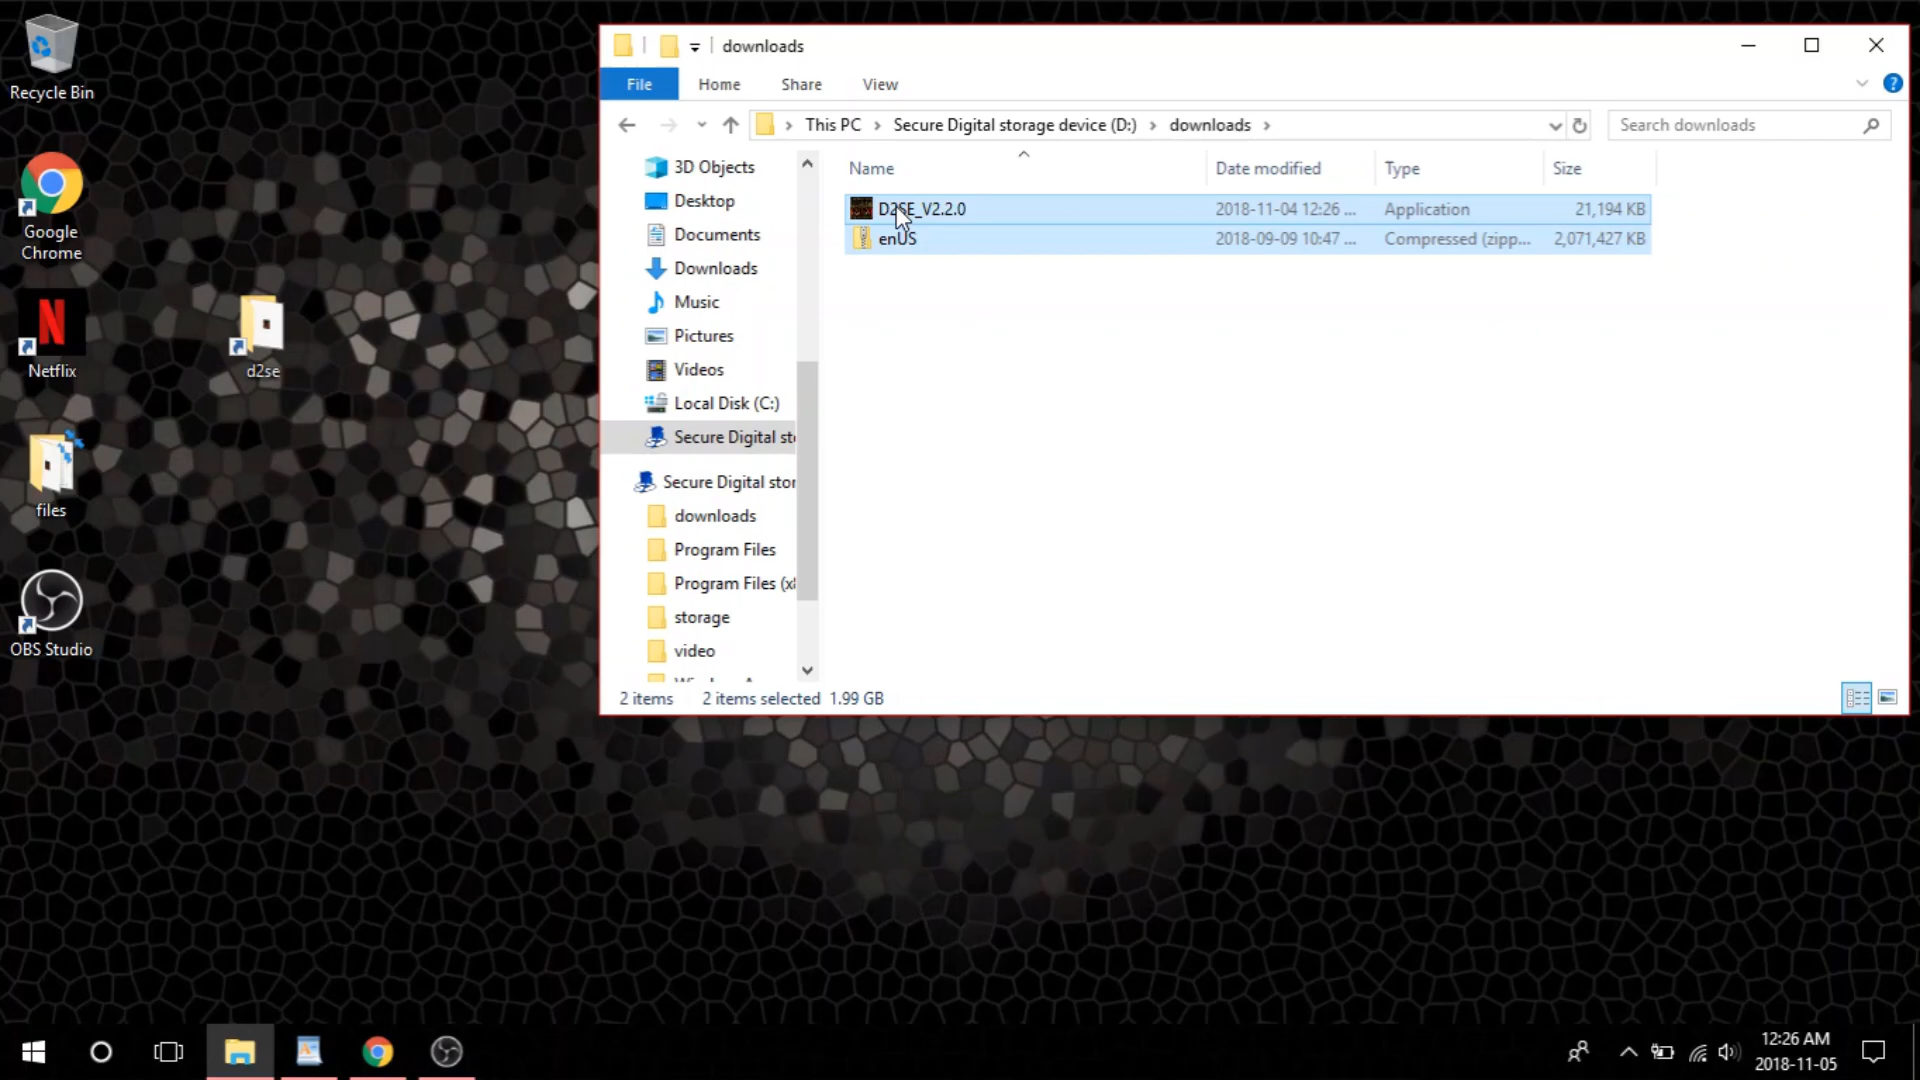 Recycle Bin
Google
Chrome
Netflix
files
OBS Studio
d2se
downloads
File Home Share View
This PC Secure Digital storage device (D:) downloads
Search downloads
3D Objects
Desktop
Documents
Downloads
Music
Pictures
Videos
Local Disk (C:)
Secure Digital st
Secure Digital stor
downloads
Program Files
Program Files (x
storage
video
Name Date modified Type Size
D2SE_V2.2.0 2018-11-04 12:26 ... Application 21,194 KB
enUS 2018-09-09 10:47 ... Compressed (zipp... 2,071,427 KB
2 items 2 items selected 1.99 GB
12:26 AM
2018-11-05